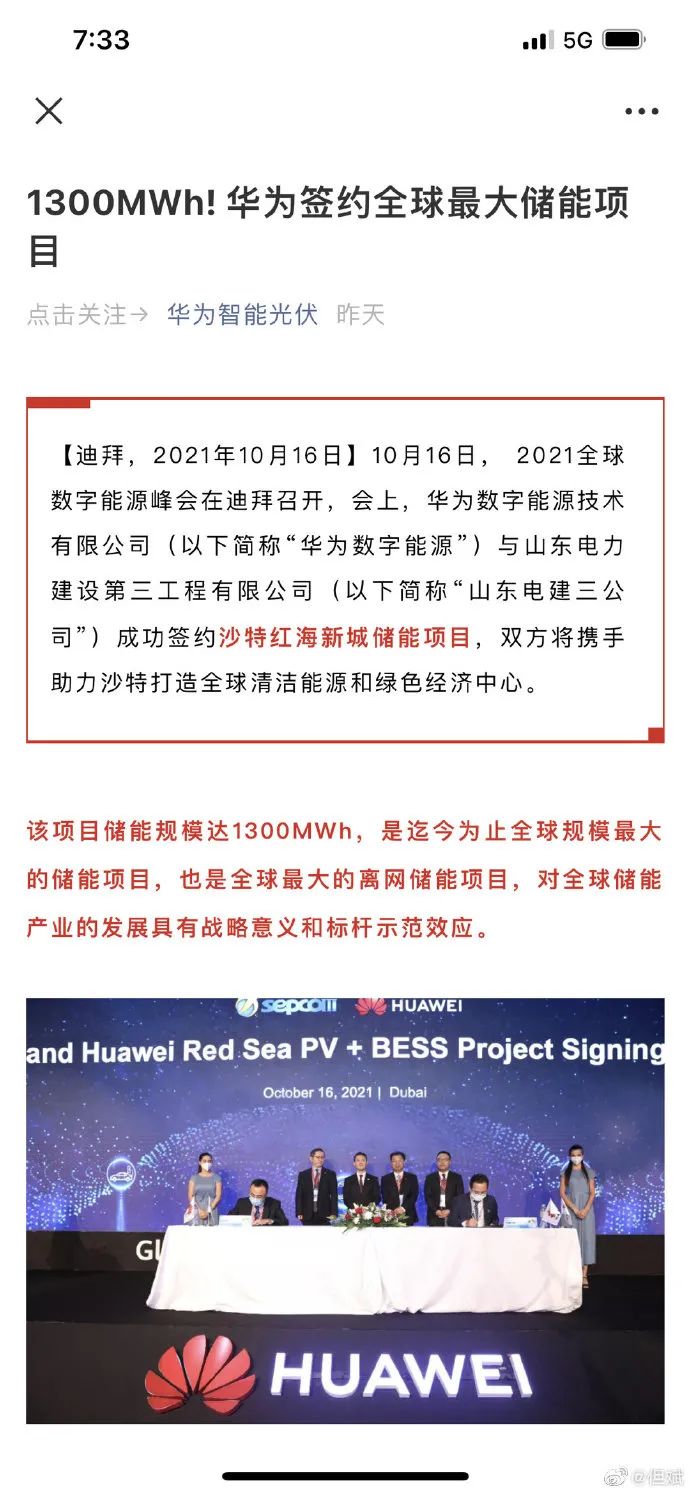 7:33
5G
1300MWh! 华为签约全球最大储能项
目
点击关注→ 华为智能光伏 昨天
【迪拜，2021年10月16日】10月16日， 2021全球
数字能源峰会在迪拜召开，会上，华为数字能源技术
有限公司（以下简称“华为数字能源”）与山东电力
建设第三工程有限公司（以下简称“山东电建三公
司”）成功签约沙特红海新城储能项目，双方将携手
助力沙特打造全球清洁能源和绿色经济中心。
该项目储能规模达1300MWh，是迄今为止全球规模最大
的储能项目，也是全球最大的离网储能项目，对全球储能
产业的发展具有战略意义和标杆示范效应。
HUAWEI
and Huawei Red Sea PV + BESS Project Signing
October 16, 2021 | Dubai
HUAWEI
@但斌